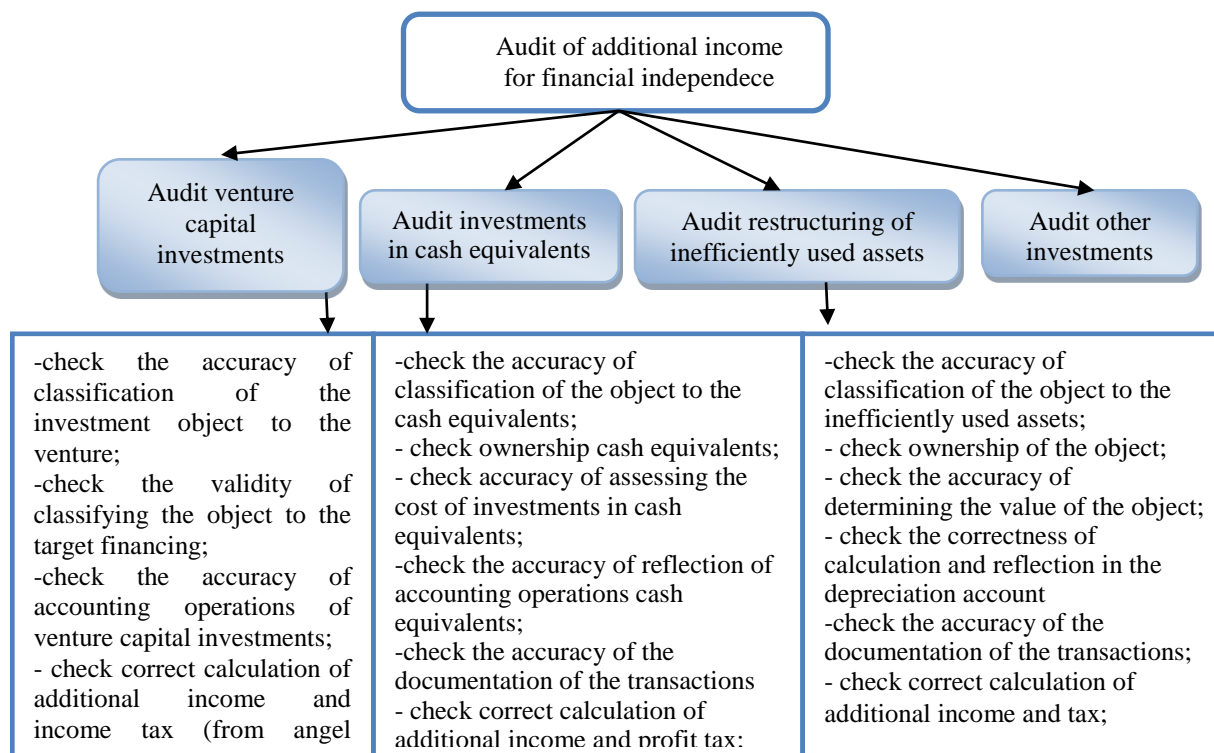 Audit of additional income
for financial independece
Audit venture
capital
investments
Audit investments
in cash equivalents
Audit restructuring of
inefficiently used assets
Audit other
investments
-check the accuracy of
classification of the
investment object to the
venture;
-check the validity of
classifying the object to the
target financing;
-check the accuracy of
accounting operations of
venture capital investments;
- check correct calculation of
additional income and
income tax (from angel
-check the accuracy of
classification of the object to the
cash equivalents;
- check ownership cash equivalents;
- check accuracy of assessing the
cost of investments in cash
equivalents;
-check the accuracy of reflection of
accounting operations cash
equivalents;
-check the accuracy of the
documentation of the transactions
- check correct calculation of
additional income and profit tax;
-check the accuracy of
classification of the object to the
inefficiently used assets;
- check ownership of the object;
- check the accuracy of
determining the value of the object;
- check the correctness of
calculation and reflection in the
depreciation account
-check the accuracy of the
documentation of the transactions;
- check correct calculation of
additional income and tax;